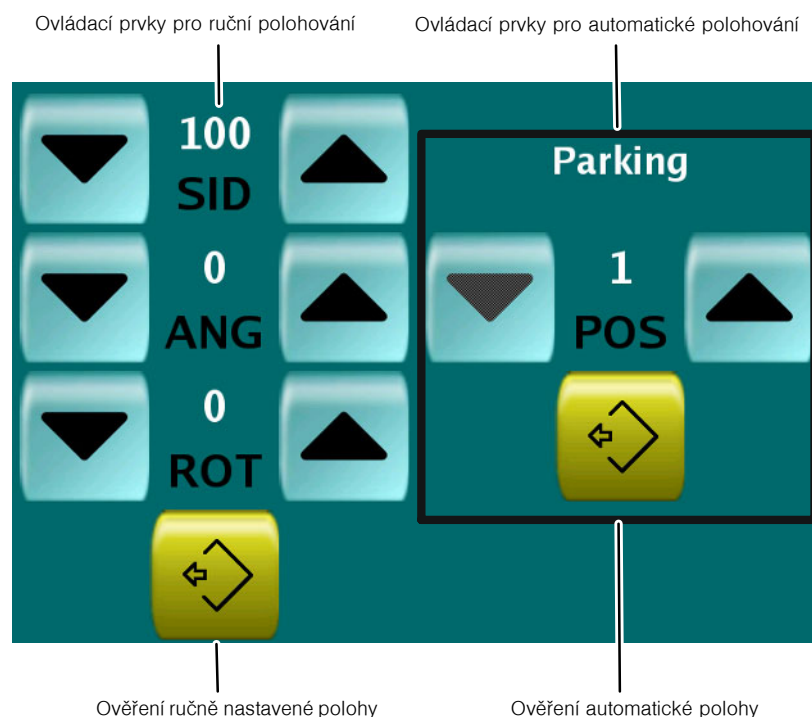 Ovládací prvky pro ruční polohování
Ovládací prvky pro automatické polohování
100
SID
0
ANG
0
ROT
Parking
1
POS
Ověření ručně nastavené polohy
Ověření automatické polohy